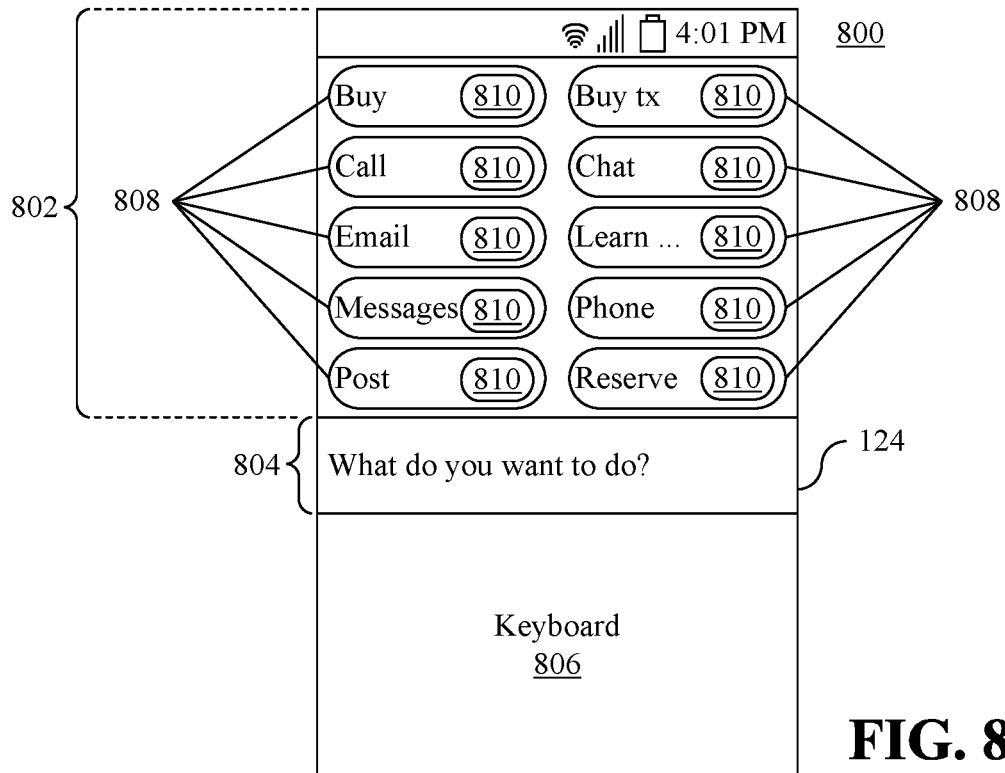 4:01 PM 800
Buy 810 Buy tx 810
Call 810 Chat 810
802 808 808
Email 810 Learn ... 810
Messages 810 Phone 810
Post 810 Reserve 810
124
804 What do you want to do?
Keyboard
806
FIG. 8